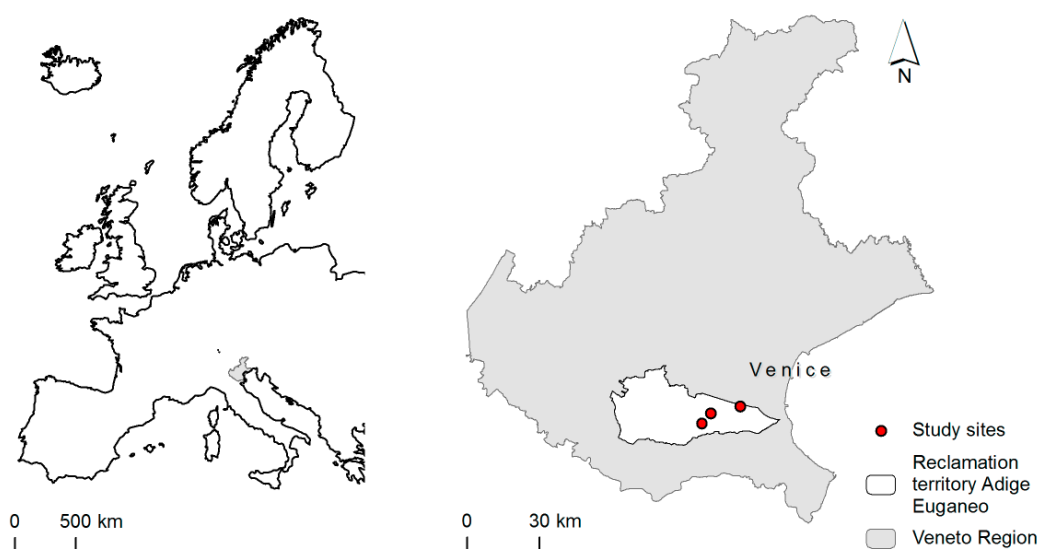 N
Venice
Study sites
Reclamation
territory Adige
Euganeo
Veneto Region
0 500 km
0 30 km